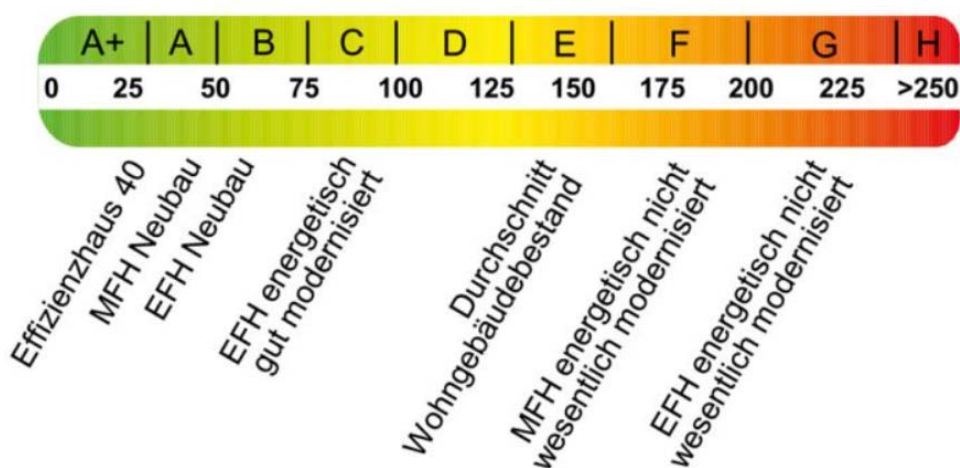 A+ | A | B | C | D | E | F | G | H
0 25 50 75 100 125 150 175 200 225 >250
Effizienzhaus 40
MFH Neubau
EFH Neubau
EFH energetisch
gut modernisiert
Durchschnitt
Wohngebäudebestand
MFH energetisch nicht
wesentlich modernisiert
EFH energetisch nicht
wesentlich modernisiert